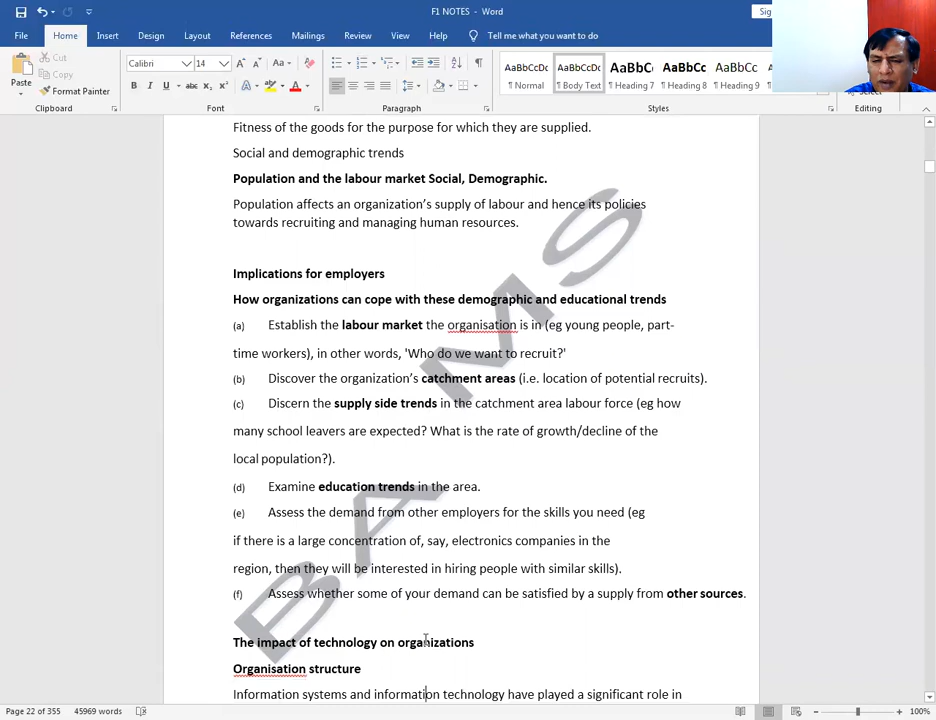 F1 NOTES - Word
Sig
File Home Insert Design Layout References Mailings Review View Help Tell me what you want to do
Paste
Cut
Copy
Format Painter
Calibri 14
B I U abc X₂ X²
AaBbCcDc AaBbCcDc AaBbCc AaBbCc AaBbCcD AaBbCcD
¶ Normal ¶ Body Text Heading 7 Heading 8 Heading 9
Clipboard Font Paragraph Styles Editing
Fitness of the goods for the purpose for which they are supplied.
Social and demographic trends
Population and the labour market Social, Demographic.
Population affects an organization's supply of labour and hence its policies
towards recruiting and managing human resources.
Implications for employers
How organizations can cope with these demographic and educational trends
(a) Establish the labour market the organisation is in (eg young people, part-
time workers), in other words, 'Who do we want to recruit?'
(b) Discover the organization's catchment areas (i.e. location of potential recruits).
(c) Discern the supply side trends in the catchment area labour force (eg how
many school leavers are expected? What is the rate of growth/decline of the
local population?).
(d) Examine education trends in the area.
(e) Assess the demand from other employers for the skills you need (eg
if there is a large concentration of, say, electronics companies in the
region, then they will be interested in hiring people with similar skills).
(f) Assess whether some of your demand can be satisfied by a supply from other sources.
The impact of technology on organizations
Organisation structure
Information systems and information technology have played a significant role in
BAMS
Page 22 of 355 45969 words
100%